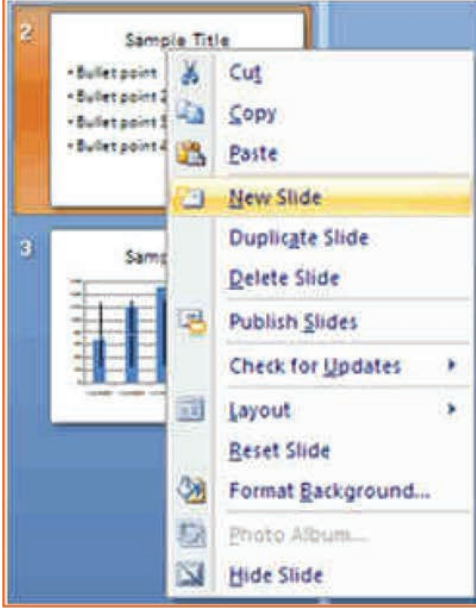 2
Sample Title
• Bullet point
• Bullet point 2
• Bullet point
• Bullet point 4
3
Cut
Copy
Paste
New Slide
Duplicate Slide
Delete Slide
Publish Slides
Check for Updates
Layout
Reset Slide
Format Background...
Photo Album...
Hide Slide